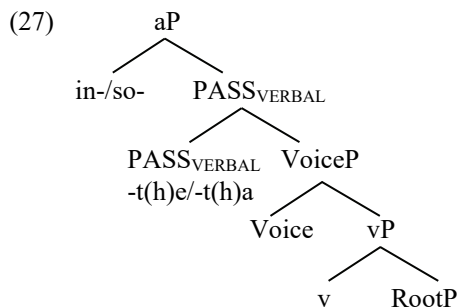 (27) aP
in-/so- PASSVERBAL
PASSVERBAL VoiceP
-t(h)e/-t(h)a
Voice vP
v RootP